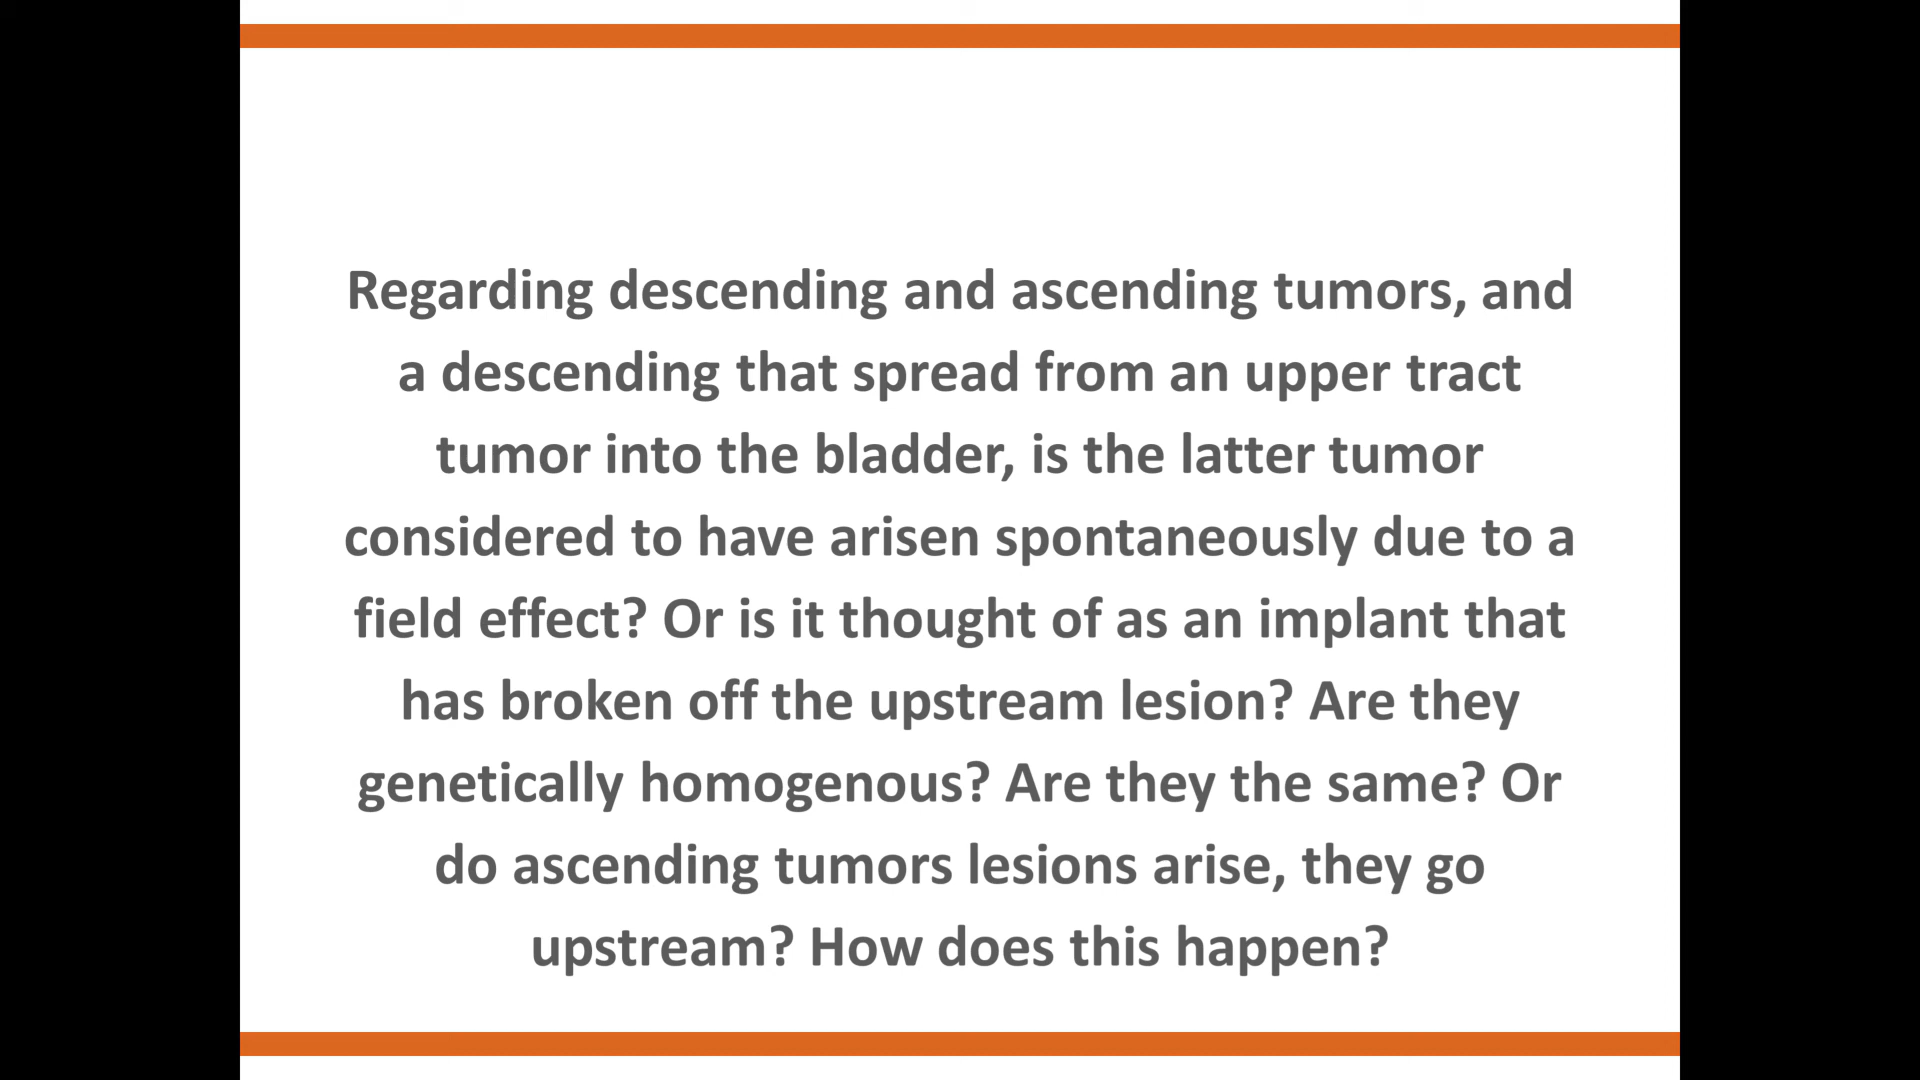 Regarding descending and ascending tumors, and
a descending that spread from an upper tract
tumor into the bladder, is the latter tumor
considered to have arisen spontaneously due to a
field effect? Or is it thought of as an implant that
has broken off the upstream lesion? Are they
genetically homogenous? Are they the same? Or
do ascending tumors lesions arise, they go
upstream? How does this happen?